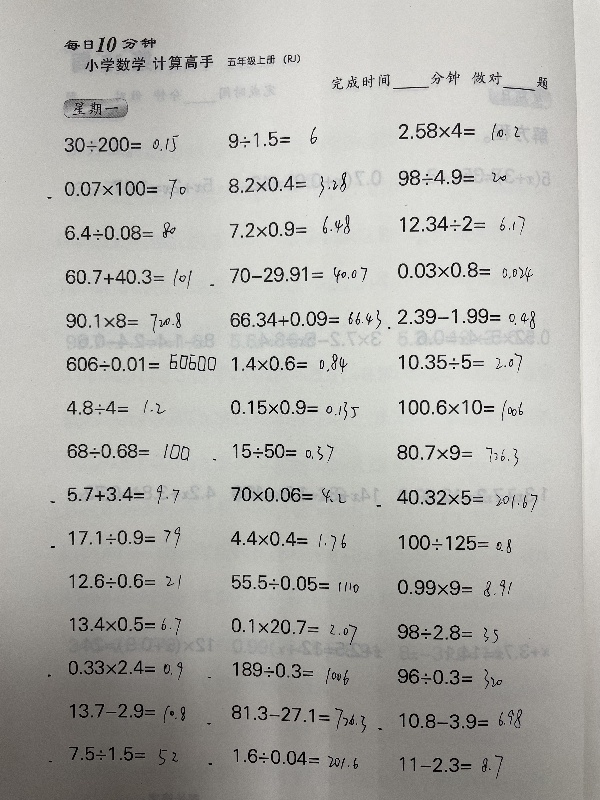 每日10分钟
小学数学 计算高手 五年级上册 (RJ)
完成时间____分钟 做对____题
星期一
30÷200= 0.15 9÷1.5= 6 2.58×4= 10.2
0.07×100= 70 8.2×0.4= 3.28 98÷4.9= 20
6.4÷0.08= 80 7.2×0.9= 6.48 12.34÷2= 6.17
60.7+40.3= 101 70−29.91= 40.07 0.03×0.8= 0.024
90.1×8= 720.8 66.34+0.09= 66.43 2.39−1.99= 0.48
606÷0.01= 60600 1.4×0.6= 0.84 10.35÷5= 2.07
4.8÷4= 1.2 0.15×0.9= 0.135 100.6×10= 1006
68÷0.68= 100 15÷50= 0.37 80.7×9= 726.3
5.7+3.4= 9.7 70×0.06= 4.2 40.32×5= 201.67
17.1÷0.9= 79 4.4×0.4= 1.76 100÷125= 0.8
12.6÷0.6= 21 55.5÷0.05= 1110 0.99×9= 8.91
13.4×0.5= 6.7 0.1×20.7= 2.07 98÷2.8= 35
0.33×2.4= 0.9 189÷0.3= 1006 96÷0.3= 320
13.7−2.9= 10.8 81.3−27.1= 726.3 10.8−3.9= 6.98
7.5÷1.5= 52 1.6÷0.04= 201.6 11−2.3= 8.7